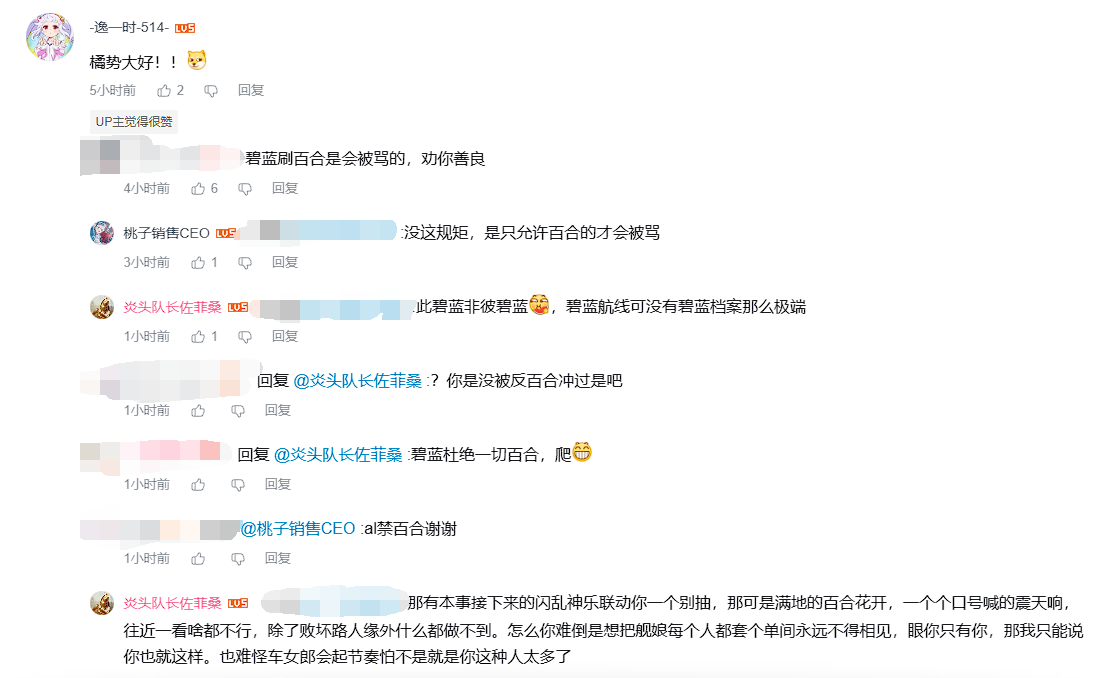 -逸一时-514- LV5
橘势大好！！
5小时前 2 回复
UP主觉得很赞
碧蓝刷百合是会被骂的，劝你善良
4小时前 6 回复
桃子销售CEO LV5 :没这规矩，是只允许百合的才会被骂
3小时前 1 回复
炎头队长佐菲桑 LV5 :此碧蓝非彼碧蓝，碧蓝航线可没有碧蓝档案那么极端
1小时前 1 回复
回复 @炎头队长佐菲桑 :？你是没被反百合冲过是吧
1小时前 回复
回复 @炎头队长佐菲桑 :碧蓝杜绝一切百合，爬
1小时前 回复
@桃子销售CEO :al禁百合谢谢
1小时前 回复
炎头队长佐菲桑 LV5 那有本事接下来的闪乱神乐联动你一个别抽，那可是满地的百合花开，一个个口号喊的震天响，
往近一看啥都不行，除了败坏路人缘外什么都做不到。怎么你难倒是想把舰娘每个人都套个单间永远不得相见，眼你只有你，那我只能说
你也就这样。也难怪车女郎会起节奏怕不是就是你这种人太多了